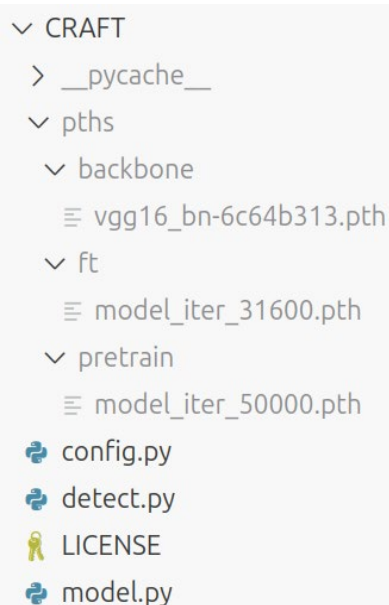 CRAFT
__pycache__
pths
backbone
vgg16_bn-6c64b313.pth
ft
model_iter_31600.pth
pretrain
model_iter_50000.pth
config.py
detect.py
LICENSE
model.py